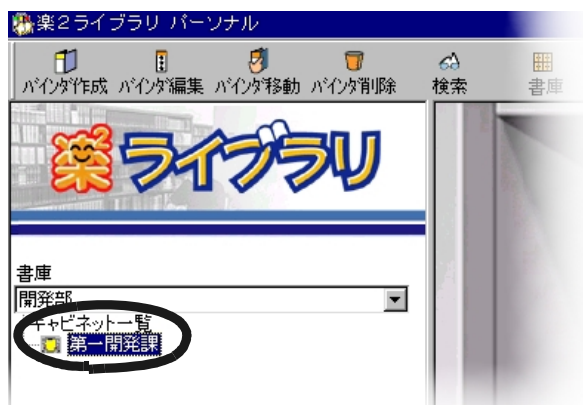 楽2ライブラリ パーソナル
バインダ作成 バインダ編集 バインダ移動 バインダ削除 検索 書庫
楽2 ライブラリ
書庫
開発部
キャビネット一覧
第一開発課